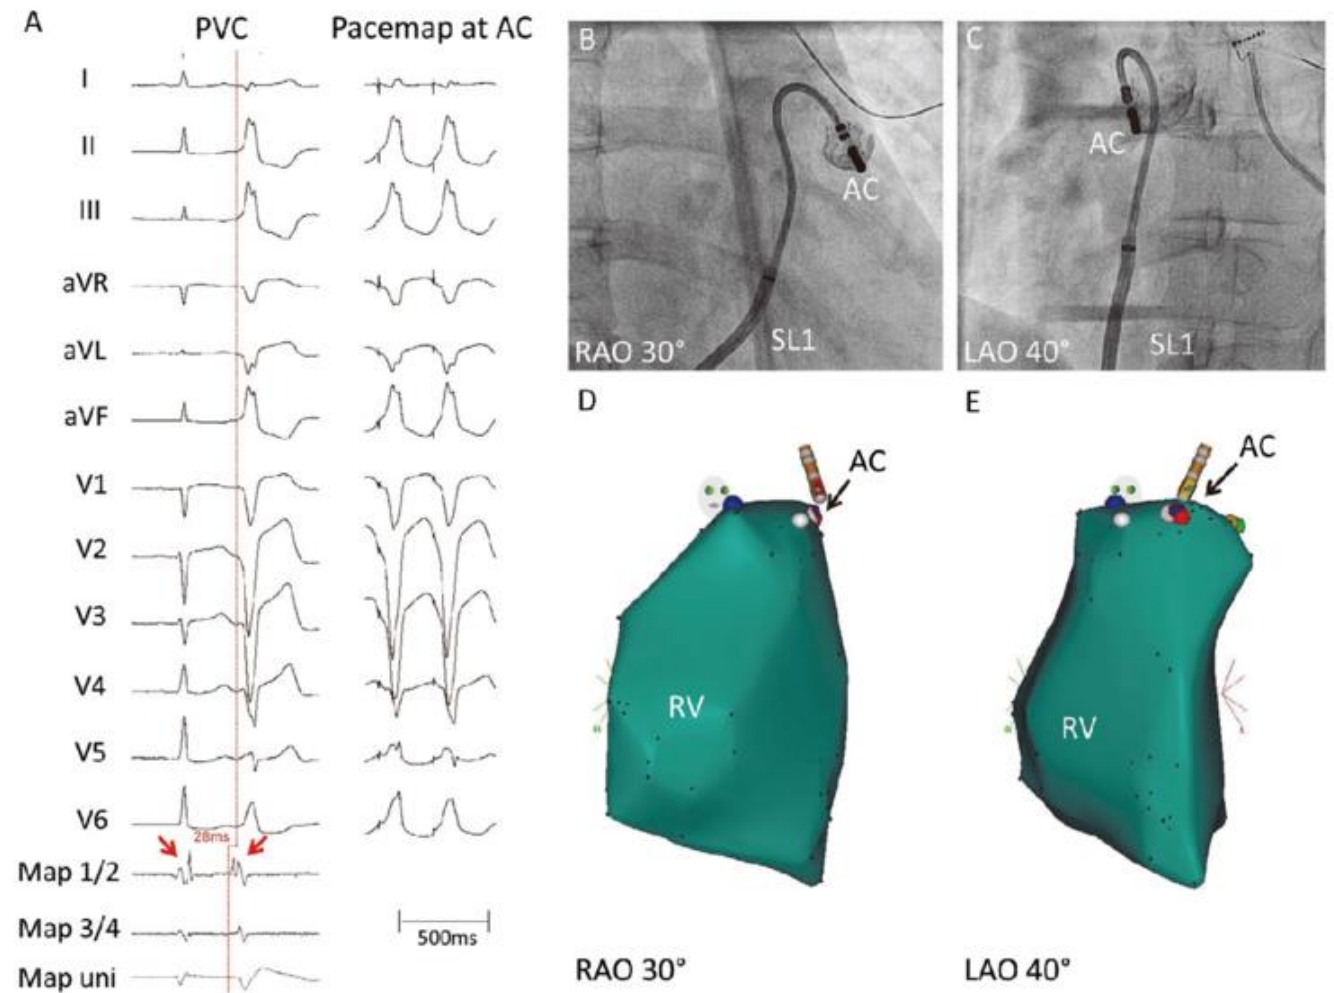 A
PVC
Pacemap at AC
I
II
III
aVR
aVL
aVF
V1
V2
V3
V4
V5
V6
28ms
Map 1/2
Map 3/4
Map uni
500ms
B
AC
SL1
RAO 30°
C
AC
SL1
LAO 40°
D
AC
RV
RAO 30°
E
AC
RV
LAO 40°